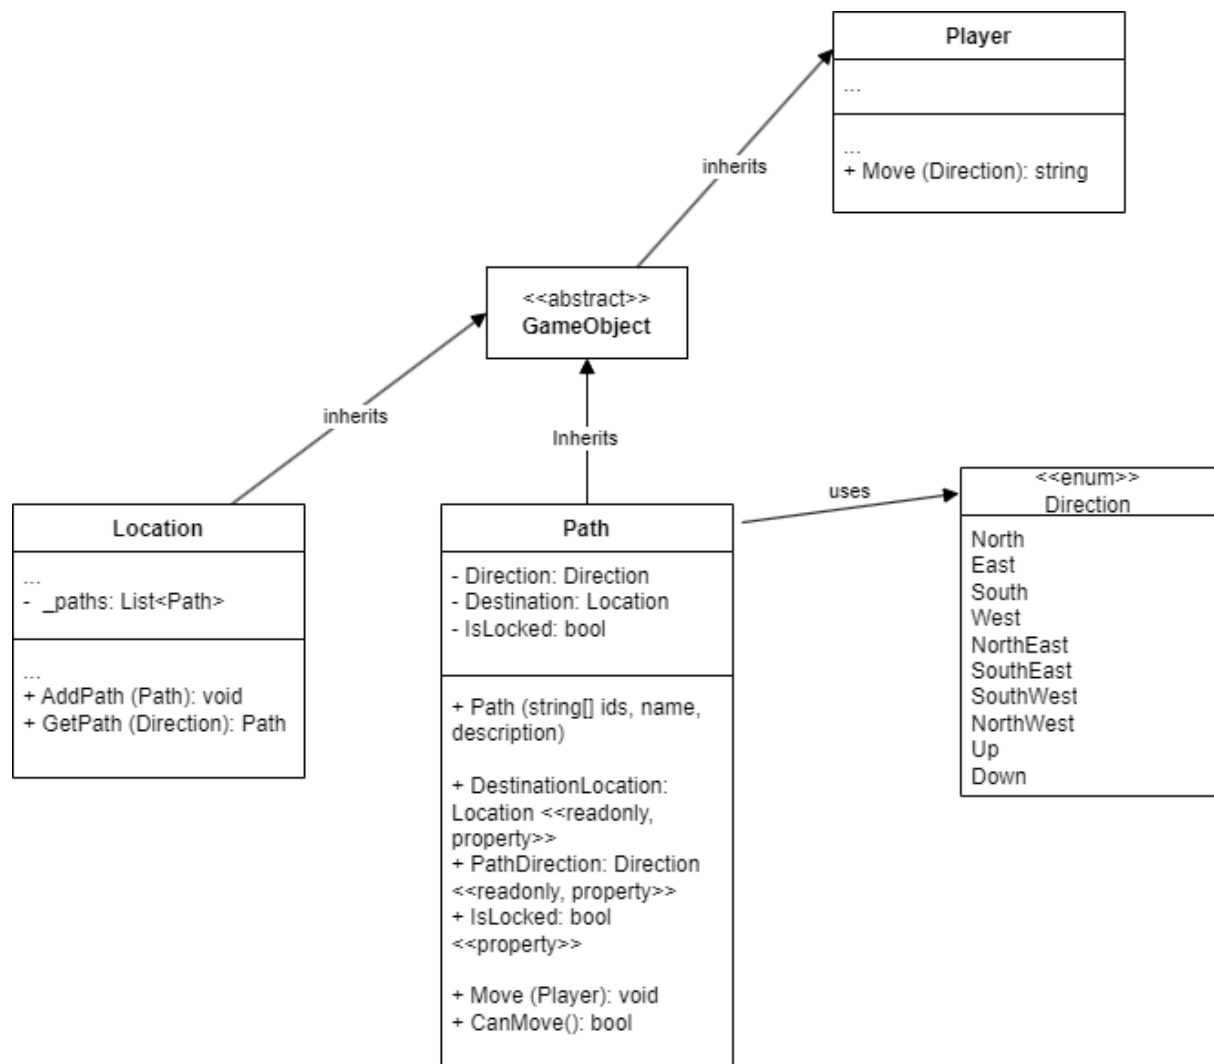 Player
...
...
+ Move (Direction): string
inherits
<<abstract>>
GameObject
inherits
Inherits
Location
...
- _paths: List<Path>
...
+ AddPath (Path): void
+ GetPath (Direction): Path
Path
- Direction: Direction
- Destination: Location
- IsLocked: bool
+ Path (string[] ids, name,
description)
+ DestinationLocation:
Location <<readonly,
property>>
+ PathDirection: Direction
<<readonly, property>>
+ IsLocked: bool
<<property>>
+ Move (Player): void
+ CanMove(): bool
uses
<<enum>>
Direction
North
East
South
West
NorthEast
SouthEast
SouthWest
NorthWest
Up
Down